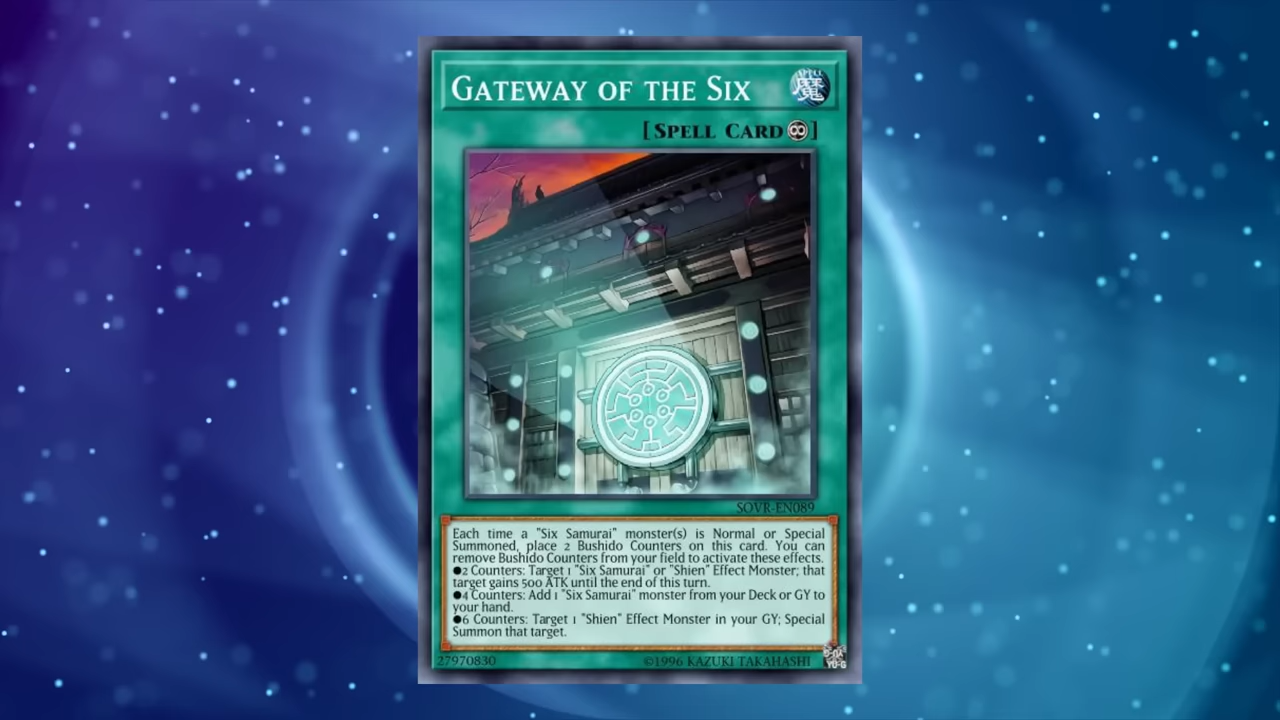 GATEWAY OF THE SIX
SPELL
魔
[SPELL CARD]
SOVR-EN089
Each time a "Six Samurai" monster(s) is Normal or Special
Summoned, place 2 Bushido Counters on this card. You can
remove Bushido Counters from your field to activate these effects.
●2 Counters: Target 1 "Six Samurai" or "Shien" Effect Monster; that
target gains 500 ATK until the end of this turn.
●4 Counters: Add 1 "Six Samurai" monster from your Deck or GY to
your hand.
●6 Counters: Target 1 "Shien" Effect Monster in your GY; Special
Summon that target.
27970830
©1996 KAZUKI TAKAHASHI